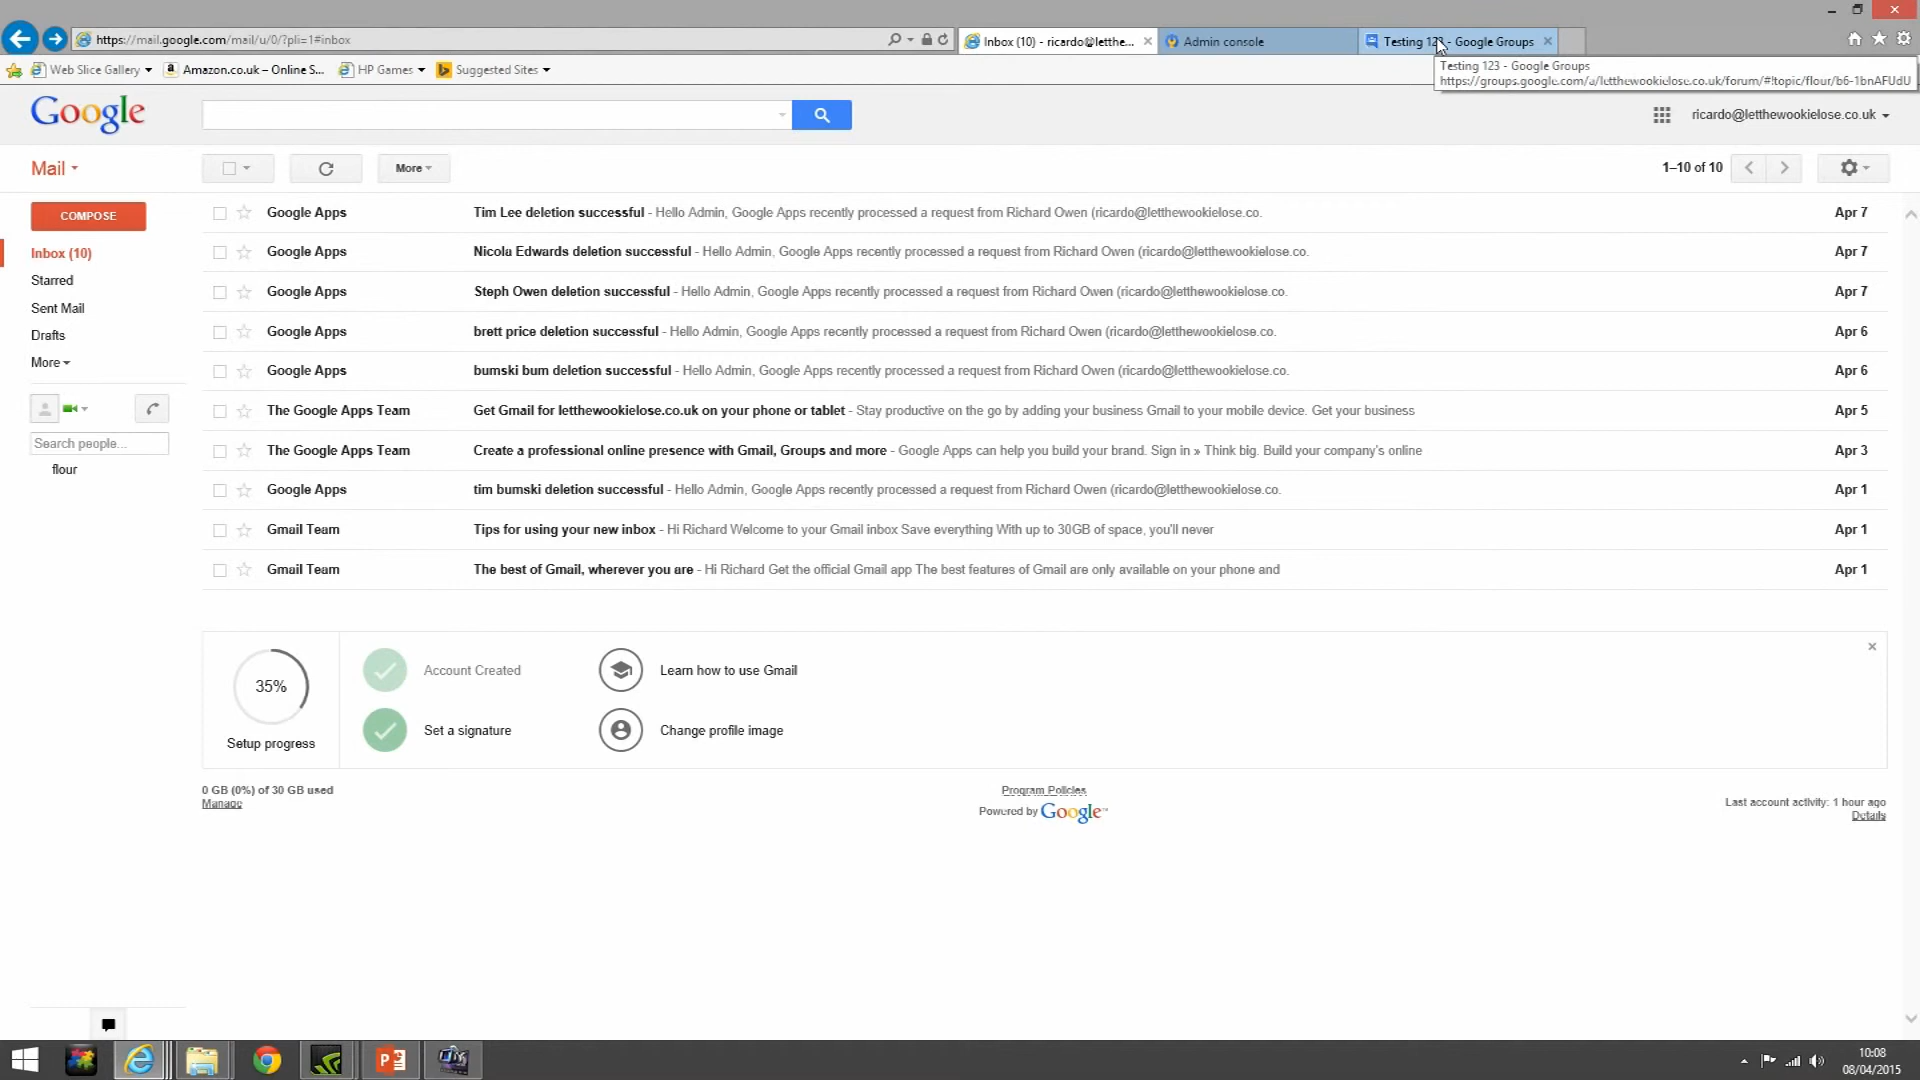 https://mail.google.com/mail/u/0/?pli=1#inbox
Inbox (10) - ricardo@letthe...
Admin console
Testing 123 - Google Groups
Web Slice Gallery
Amazon.co.uk – Online S...
HP Games
Suggested Sites
Testing 123 - Google Groups
https://groups.google.com/a/letthewookielose.co.uk/forum/#!topic/flour/b6-1bnAFUdU
Google
ricardo@letthewookielose.co.uk
Mail
More
1–10 of 10
COMPOSE
Inbox (10)
Starred
Sent Mail
Drafts
More
Search people...
flour
Google Apps Tim Lee deletion successful - Hello Admin, Google Apps recently processed a request from Richard Owen (ricardo@letthewookielose.co. Apr 7
Google Apps Nicola Edwards deletion successful - Hello Admin, Google Apps recently processed a request from Richard Owen (ricardo@letthewookielose.co. Apr 7
Google Apps Steph Owen deletion successful - Hello Admin, Google Apps recently processed a request from Richard Owen (ricardo@letthewookielose.co. Apr 7
Google Apps brett price deletion successful - Hello Admin, Google Apps recently processed a request from Richard Owen (ricardo@letthewookielose.co. Apr 6
Google Apps bumski bum deletion successful - Hello Admin, Google Apps recently processed a request from Richard Owen (ricardo@letthewookielose.co. Apr 6
The Google Apps Team Get Gmail for letthewookielose.co.uk on your phone or tablet - Stay productive on the go by adding your business Gmail to your mobile device. Get your business Apr 5
The Google Apps Team Create a professional online presence with Gmail, Groups and more - Google Apps can help you build your brand. Sign in » Think big. Build your company's online Apr 3
Google Apps tim bumski deletion successful - Hello Admin, Google Apps recently processed a request from Richard Owen (ricardo@letthewookielose.co. Apr 1
Gmail Team Tips for using your new inbox - Hi Richard Welcome to your Gmail inbox Save everything With up to 30GB of space, you'll never Apr 1
Gmail Team The best of Gmail, wherever you are - Hi Richard Get the official Gmail app The best features of Gmail are only available on your phone and Apr 1
35%
Setup progress
Account Created
Learn how to use Gmail
Set a signature
Change profile image
0 GB (0%) of 30 GB used
Manage
Program Policies
Powered by Google™
Last account activity: 1 hour ago
Details
10:08
08/04/2015